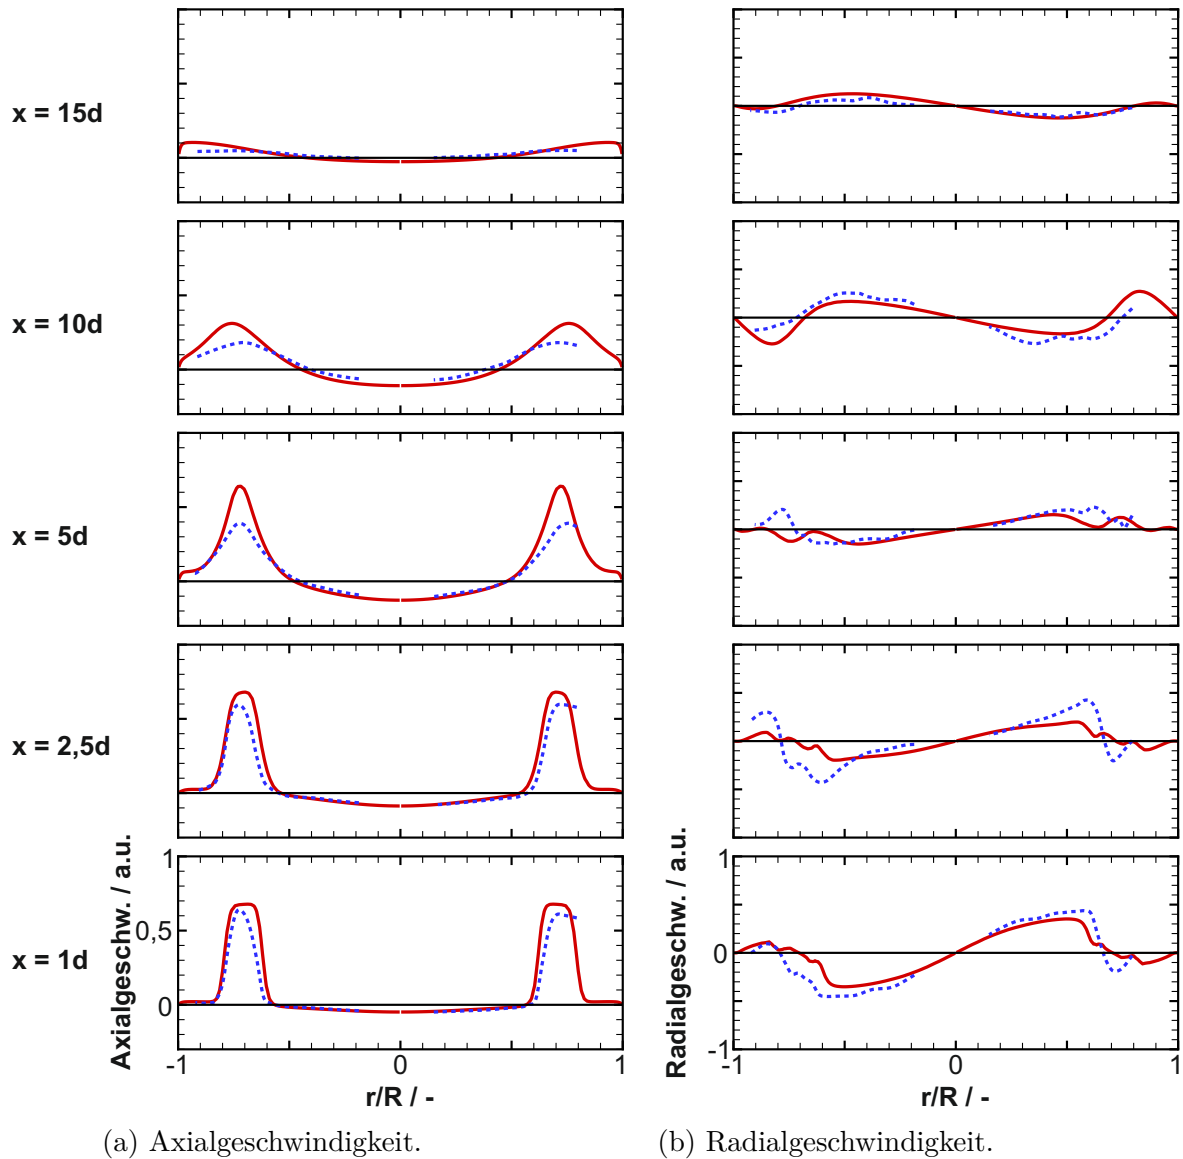 x = 15d
x = 10d
x = 5d
x = 2,5d
x = 1d
Axialgeschw. / a.u.
1
0,5
0
-1
0
1
r/R / -
Radialgeschw. / a.u.
1
0
-1
-1
0
1
r/R / -
(a) Axialgeschwindigkeit.
(b) Radialgeschwindigkeit.